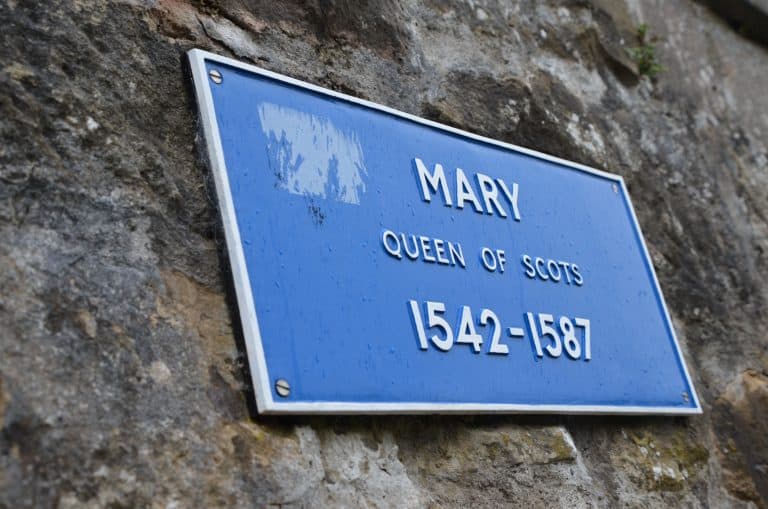 MARY
QUEEN OF SCOTS
1542-1587